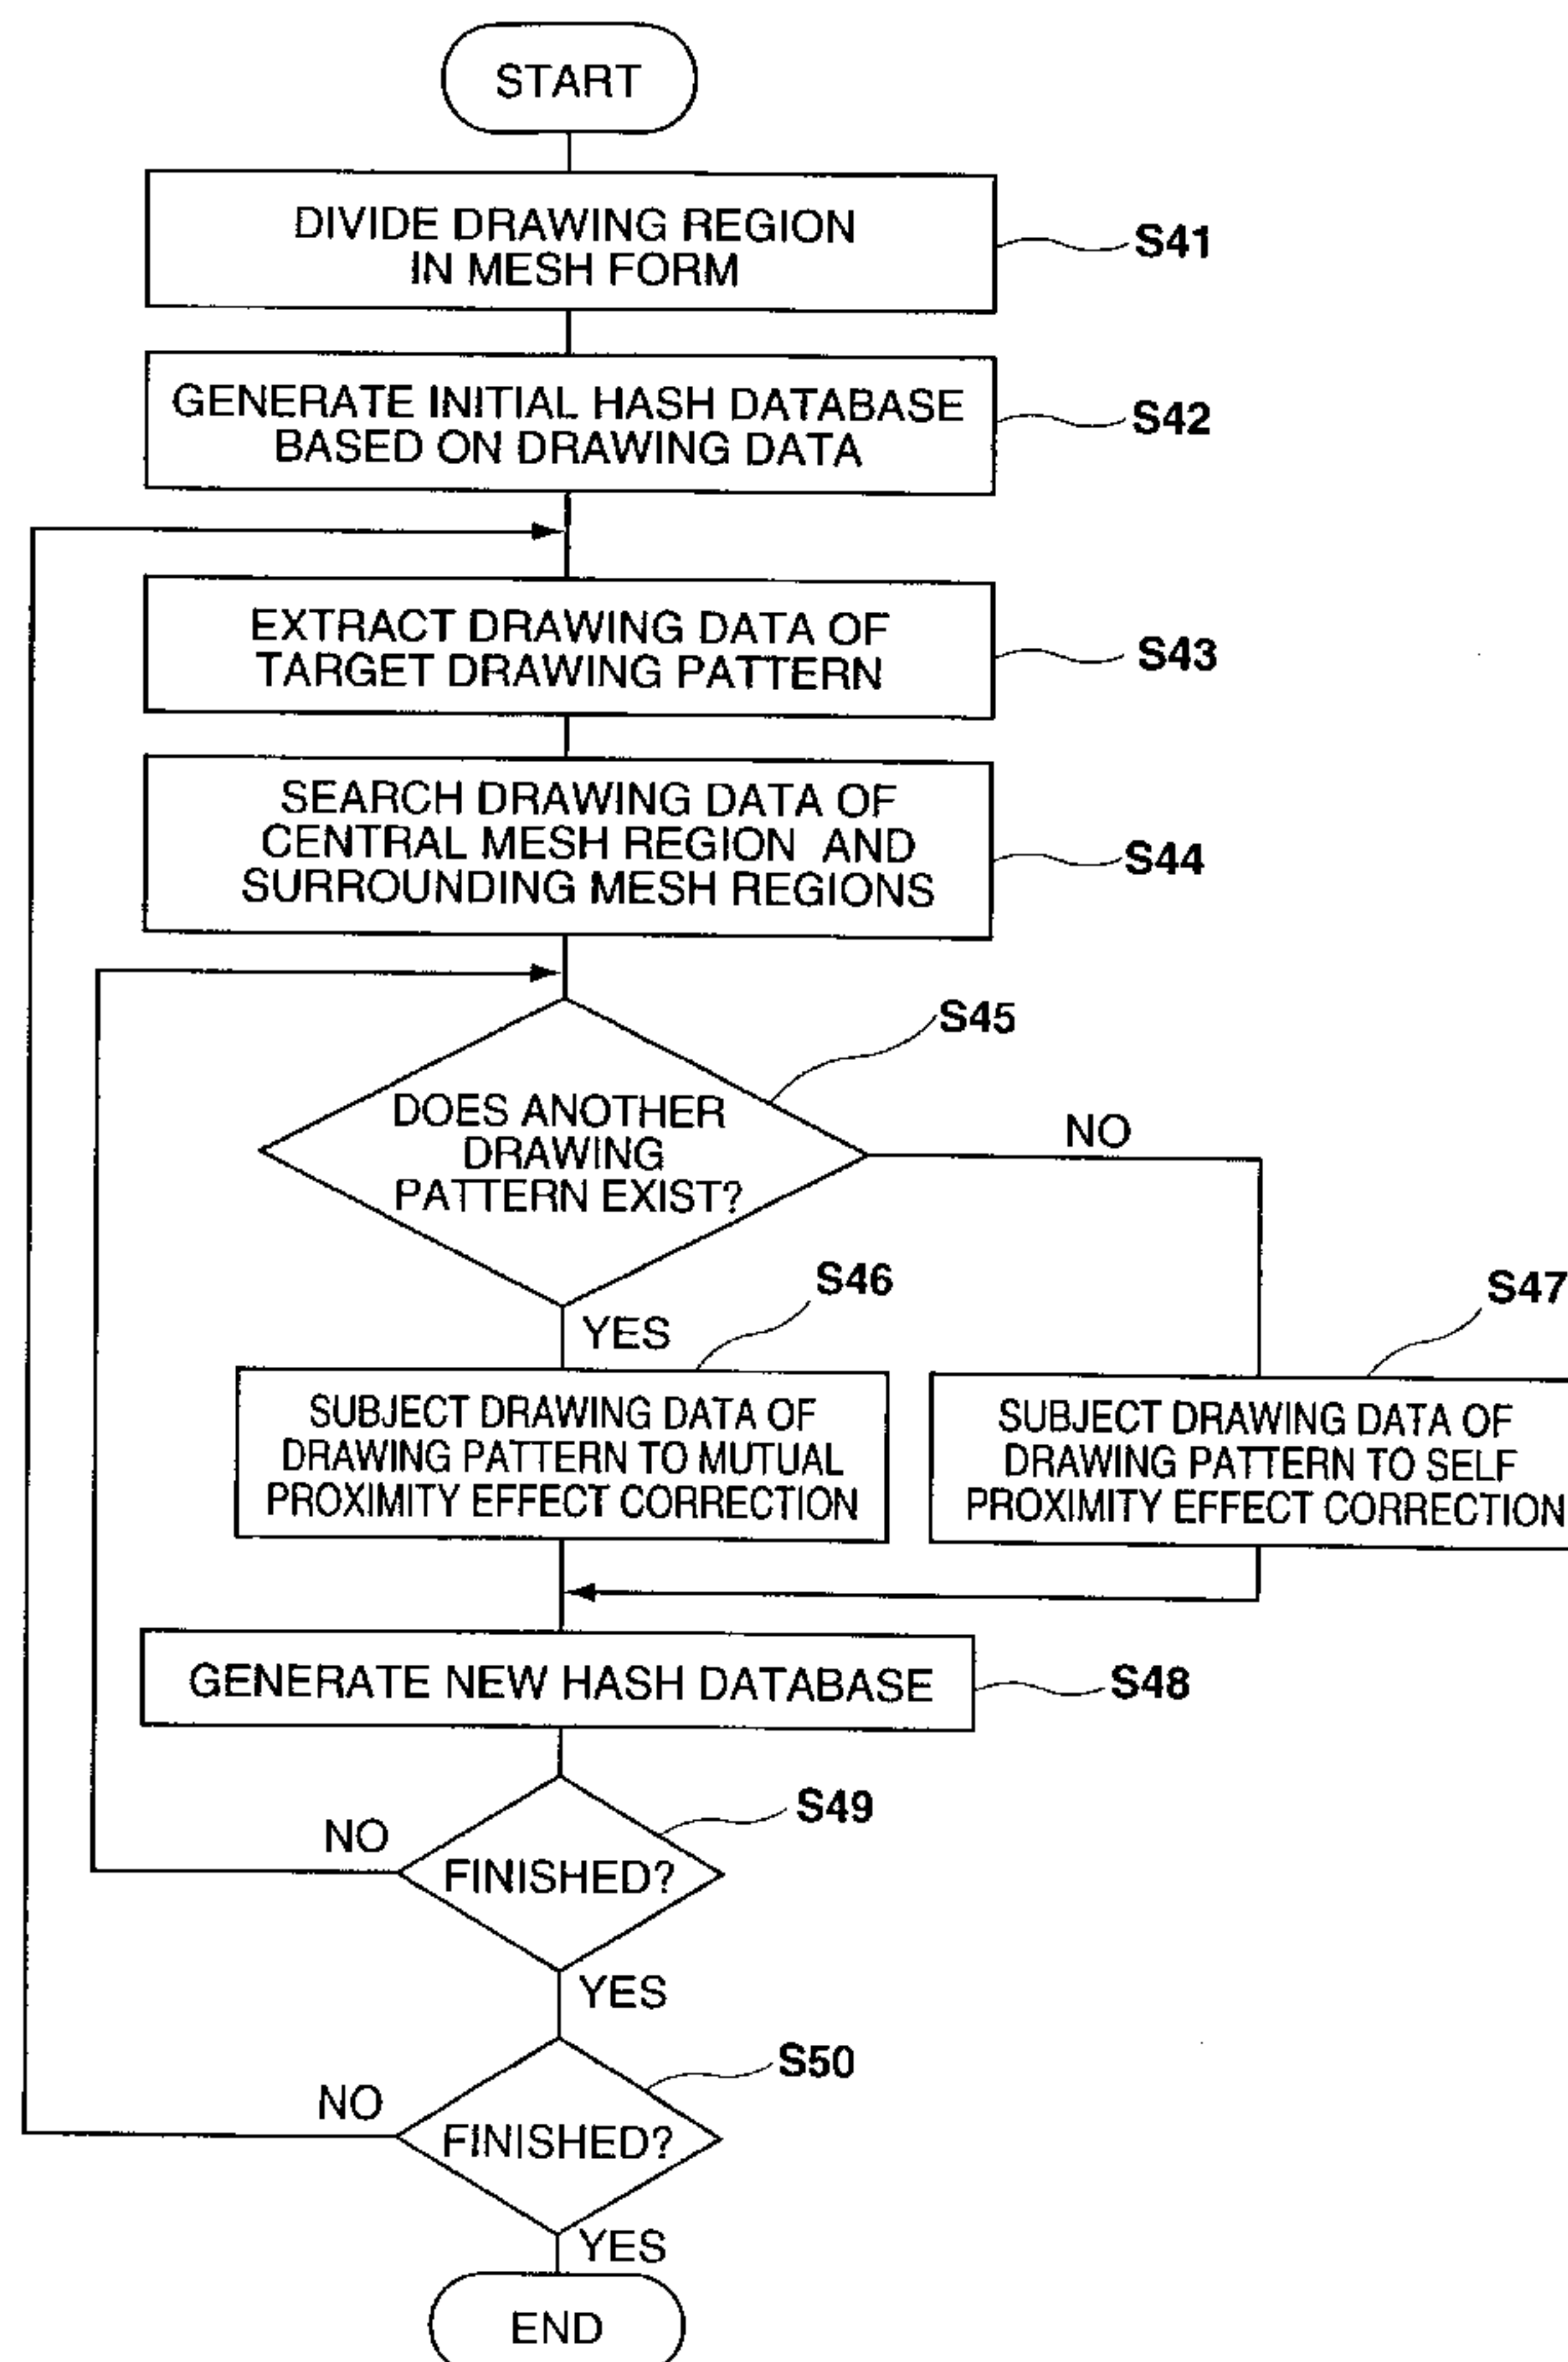 START
DIVIDE DRAWING REGION
IN MESH FORM
S41
GENERATE INITIAL HASH DATABASE
BASED ON DRAWING DATA
S42
EXTRACT DRAWING DATA OF
TARGET DRAWING PATTERN
S43
SEARCH DRAWING DATA OF
CENTRAL MESH REGION AND
SURROUNDING MESH REGIONS
S44
S45
DOES ANOTHER
DRAWING
PATTERN EXIST?
NO
YES
S46
SUBJECT DRAWING DATA OF
DRAWING PATTERN TO MUTUAL
PROXIMITY EFFECT CORRECTION
S47
SUBJECT DRAWING DATA OF
DRAWING PATTERN TO SELF
PROXIMITY EFFECT CORRECTION
GENERATE NEW HASH DATABASE
S48
S49
NO
FINISHED?
YES
S50
NO
FINISHED?
YES
END